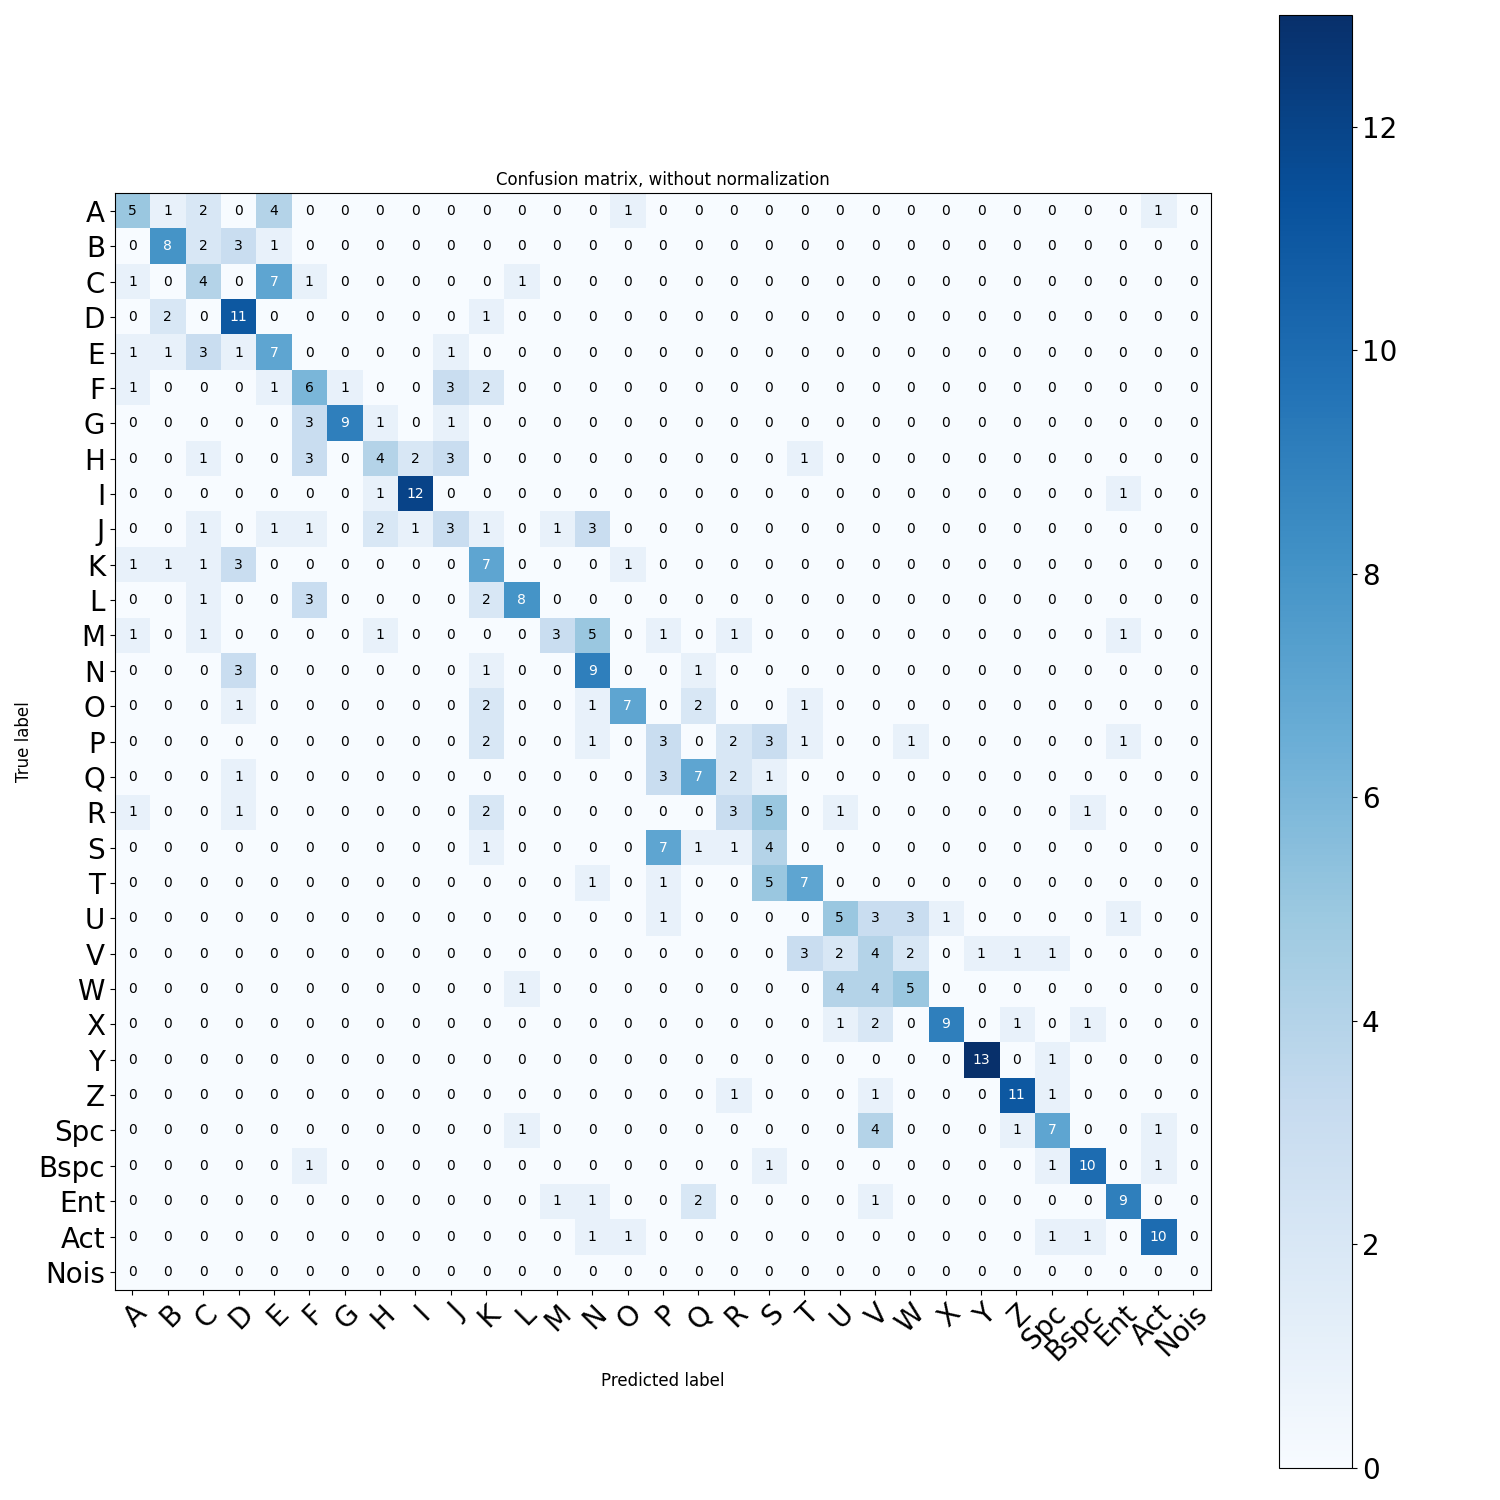 Confusion matrix, without normalization
A 5 1 2 0 4 0 0 0 0 0 0 0 0 0 1 0 0 0 0 0 0 0 0 0 0 0 0 0 0 1 0
B 0 8 2 3 1 0 0 0 0 0 0 0 0 0 0 0 0 0 0 0 0 0 0 0 0 0 0 0 0 0 0
C 1 0 4 0 7 1 0 0 0 0 0 1 0 0 0 0 0 0 0 0 0 0 0 0 0 0 0 0 0 0 0
D 0 2 0 11 0 0 0 0 0 0 1 0 0 0 0 0 0 0 0 0 0 0 0 0 0 0 0 0 0 0 0
E 1 1 3 1 7 0 0 0 0 1 0 0 0 0 0 0 0 0 0 0 0 0 0 0 0 0 0 0 0 0 0
F 1 0 0 0 1 6 1 0 0 3 2 0 0 0 0 0 0 0 0 0 0 0 0 0 0 0 0 0 0 0 0
G 0 0 0 0 0 3 9 1 0 1 0 0 0 0 0 0 0 0 0 0 0 0 0 0 0 0 0 0 0 0 0
H 0 0 1 0 0 3 0 4 2 3 0 0 0 0 0 0 0 0 0 1 0 0 0 0 0 0 0 0 0 0 0
I 0 0 0 0 0 0 0 1 12 0 0 0 0 0 0 0 0 0 0 0 0 0 0 0 0 0 0 0 1 0 0
J 0 0 1 0 1 1 0 2 1 3 1 0 1 3 0 0 0 0 0 0 0 0 0 0 0 0 0 0 0 0 0
K 1 1 1 3 0 0 0 0 0 0 7 0 0 0 1 0 0 0 0 0 0 0 0 0 0 0 0 0 0 0 0
L 0 0 1 0 0 3 0 0 0 0 2 8 0 0 0 0 0 0 0 0 0 0 0 0 0 0 0 0 0 0 0
M 1 0 1 0 0 0 0 1 0 0 0 0 3 5 0 1 0 1 0 0 0 0 0 0 0 0 0 0 1 0 0
N 0 0 0 3 0 0 0 0 0 0 1 0 0 9 0 0 1 0 0 0 0 0 0 0 0 0 0 0 0 0 0
O 0 0 0 1 0 0 0 0 0 0 2 0 0 1 7 0 2 0 0 1 0 0 0 0 0 0 0 0 0 0 0
P 0 0 0 0 0 0 0 0 0 0 2 0 0 1 0 3 0 2 3 1 0 0 1 0 0 0 0 0 1 0 0
Q 0 0 0 1 0 0 0 0 0 0 0 0 0 0 0 3 7 2 1 0 0 0 0 0 0 0 0 0 0 0 0
R 1 0 0 1 0 0 0 0 0 0 2 0 0 0 0 0 0 3 5 0 1 0 0 0 0 0 0 1 0 0 0
S 0 0 0 0 0 0 0 0 0 0 1 0 0 0 0 7 1 1 4 0 0 0 0 0 0 0 0 0 0 0 0
T 0 0 0 0 0 0 0 0 0 0 0 0 0 1 0 1 0 0 5 7 0 0 0 0 0 0 0 0 0 0 0
U 0 0 0 0 0 0 0 0 0 0 0 0 0 0 0 1 0 0 0 0 5 3 3 1 0 0 0 0 1 0 0
V 0 0 0 0 0 0 0 0 0 0 0 0 0 0 0 0 0 0 0 3 2 4 2 0 1 1 1 0 0 0 0
W 0 0 0 0 0 0 0 0 0 0 0 1 0 0 0 0 0 0 0 0 4 4 5 0 0 0 0 0 0 0 0
X 0 0 0 0 0 0 0 0 0 0 0 0 0 0 0 0 0 0 0 0 1 2 0 9 0 1 0 1 0 0 0
Y 0 0 0 0 0 0 0 0 0 0 0 0 0 0 0 0 0 0 0 0 0 0 0 0 13 0 1 0 0 0 0
Z 0 0 0 0 0 0 0 0 0 0 0 0 0 0 0 0 0 1 0 0 0 1 0 0 0 11 1 0 0 0 0
Spc 0 0 0 0 0 0 0 0 0 0 0 1 0 0 0 0 0 0 0 0 0 4 0 0 0 1 7 0 0 1 0
Bspc 0 0 0 0 0 1 0 0 0 0 0 0 0 0 0 0 0 0 1 0 0 0 0 0 0 0 1 10 0 1 0
Ent 0 0 0 0 0 0 0 0 0 0 0 0 1 1 0 0 2 0 0 0 0 1 0 0 0 0 0 0 9 0 0
Act 0 0 0 0 0 0 0 0 0 0 0 0 0 1 1 0 0 0 0 0 0 0 0 0 0 0 1 1 0 10 0
Nois 0 0 0 0 0 0 0 0 0 0 0 0 0 0 0 0 0 0 0 0 0 0 0 0 0 0 0 0 0 0 0
A B C D E F G H I J K L M N O P Q R S T U V W X Y Z Spc Bspc Ent Act Nois
Predicted label
True label
12
10
8
6
4
2
0